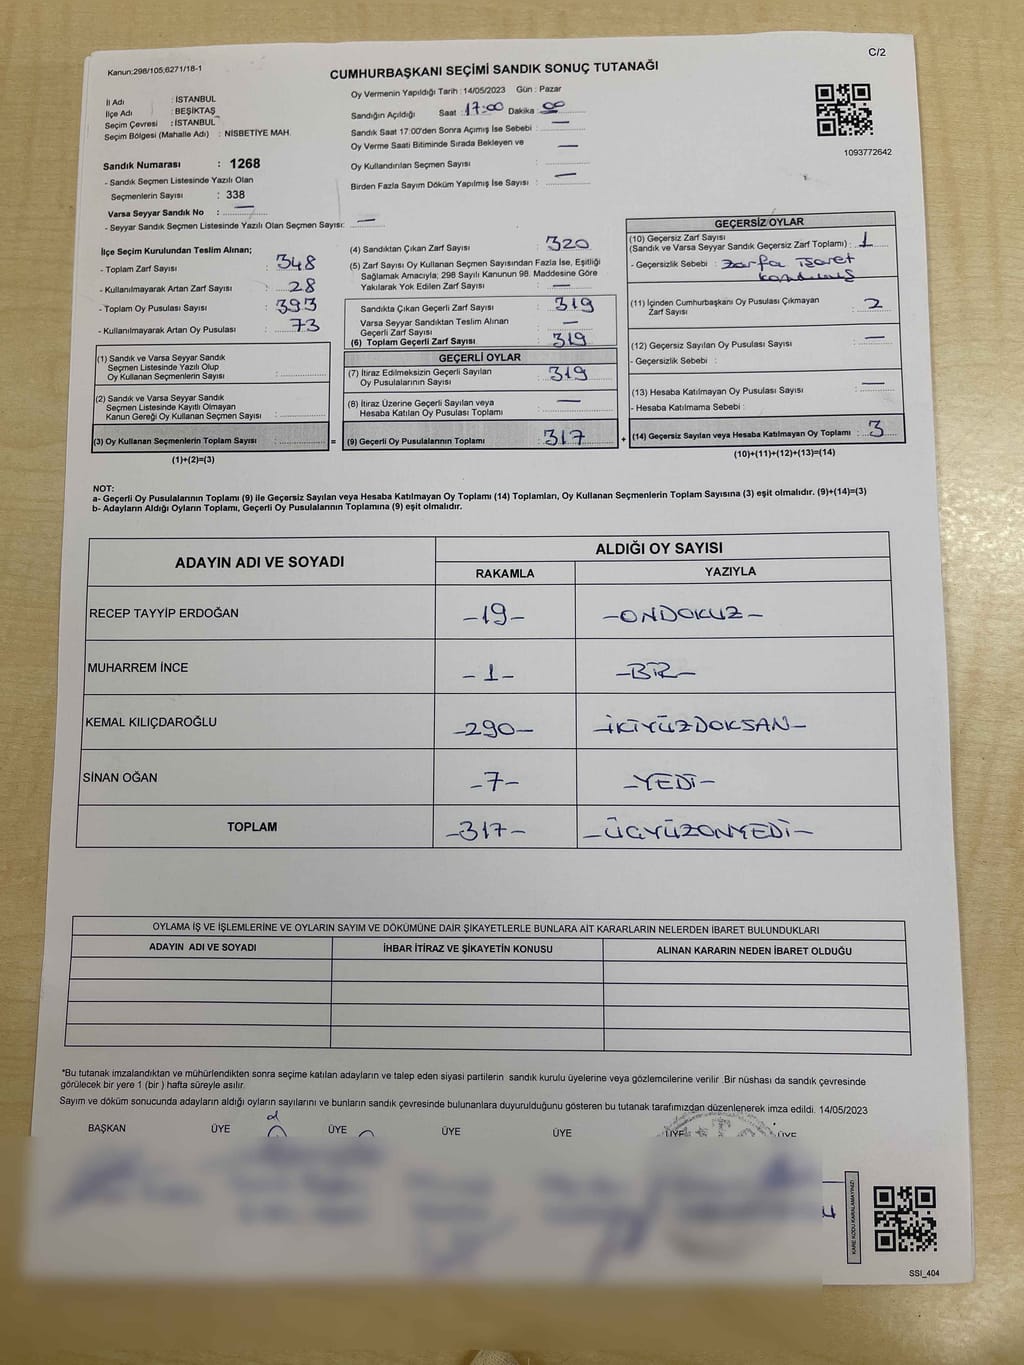 C/2
Kanun;298/105;6271/18-1
CUMHURBAŞKANI SEÇİMİ SANDIK SONUÇ TUTANAĞI
İl Adı : İSTANBUL
İlçe Adı : BEŞİKTAŞ
Seçim Çevresi : İSTANBUL
Seçim Bölgesi (Mahalle Adı) : NİSBETİYE MAH.
Sandık Numarası : 1268
- Sandık Seçmen Listesinde Yazılı Olan
Seçmenlerin Sayısı : 338
Varsa Seyyar Sandık No : —
- Seyyar Sandık Seçmen Listesinde Yazılı Olan Seçmen Sayısı: —
Oy Vermenin Yapıldığı Tarih : 14/05/2023 Gün : Pazar
Sandığın Açıldığı Saat : 17:00 Dakika 00
Sandık Saat 17:00'den Sonra Açımış İse Sebebi : —
Oy Verme Saati Bitiminde Sırada Bekleyen ve —
Oy Kullandırılan Seçmen Sayısı :
Birden Fazla Sayım Döküm Yapılmış İse Sayısı : —
1093772642
İlçe Seçim Kurulundan Teslim Alınan;
- Toplam Zarf Sayısı : 348
- Kullanılmayarak Artan Zarf Sayısı : 28
- Toplam Oy Pusulası : 393
- Kullanılmayarak Artan Oy Pusulası : 73
(1) Sandık ve Varsa Seyyar Sandık
Seçmen Listesinde Yazılı Olup
Oy Kullanan Seçmenlerin Sayısı :
(2) Sandık ve Varsa Seyyar Sandık
Seçmen Listesinde Kayıtlı Olmayan
Kanun Gereği Oy Kullanan Seçmen Sayısı :
(3) Oy Kullanan Seçmenlerin Toplam Sayısı : =
(1)+(2)=(3)
(4) Sandıktan Çıkan Zarf Sayısı : 320
(5) Zarf Sayısı Oy Kullanan Seçmen Sayısından Fazla İse, Eşitliği
Sağlamak Amacıyla; 298 Sayılı Kanunun 98. Maddesine Göre
Yakılarak Yok Edilen Zarf Sayısı : —
Sandıkta Çıkan Geçerli Zarf Sayısı : 319
Varsa Seyyar Sandıktan Teslim Alınan
Geçerli Zarf Sayısı : —
(6) Toplam Geçerli Zarf Sayısı : 319
GEÇERLİ OYLAR
(7) İtiraz Edilmeksizin Geçerli Sayılan
Oy Pusulalarının Sayısı : 319
(8) İtiraz Üzerine Geçerli Sayılan veya
Hesaba Katılan Oy Pusulası Toplamı : —
(9) Geçerli Oy Pusulalarının Toplamı : 317 +
GEÇERSİZ OYLAR
(10) Geçersiz Zarf Sayısı
(Sandık ve Varsa Seyyar Sandık Geçersiz Zarf Toplamı) : 1
- Geçersizlik Sebebi : Zarfa işaret
konulmuş
(11) İçinden Cumhurbaşkanı Oy Pusulası Çıkmayan
Zarf Sayısı : 2
(12) Geçersiz Sayılan Oy Pusulası Sayısı : —
- Geçersizlik Sebebi :
(13) Hesaba Katılmayan Oy Pusulası Sayısı : —
- Hesaba Katılmama Sebebi :
(14) Geçersiz Sayılan veya Hesaba Katılmayan Oy Toplamı : 3
(10)+(11)+(12)+(13)=(14)
NOT:
a- Geçerli Oy Pusulalarının Toplamı (9) ile Geçersiz Sayılan veya Hesaba Katılmayan Oy Toplamı (14) Toplamları, Oy Kullanan Seçmenlerin Toplam Sayısına (3) eşit olmalıdır. (9)+(14)=(3)
b- Adayların Aldığı Oyların Toplamı, Geçerli Oy Pusulalarının Toplamına (9) eşit olmalıdır.
ADAYIN ADI VE SOYADI ALDIĞI OY SAYISI
RAKAMLA YAZIYLA
RECEP TAYYİP ERDOĞAN -19- -ONDOKUZ-
MUHARREM İNCE -1- -BİR-
KEMAL KILIÇDAROĞLU -290- -İKİYÜZDOKSAN-
SİNAN OĞAN -7- -YEDİ-
TOPLAM -317- -ÜÇYÜZONYEDİ-
OYLAMA İŞ VE İŞLEMLERİNE VE OYLARIN SAYIM VE DÖKÜMÜNE DAİR ŞİKAYETLERLE BUNLARA AİT KARARLARIN NELERDEN İBARET BULUNDUKLARI
ADAYIN ADI VE SOYADI İHBAR İTİRAZ VE ŞİKAYETİN KONUSU ALINAN KARARIN NEDEN İBARET OLDUĞU
*Bu tutanak imzalandıktan ve mühürlendikten sonra seçime katılan adayların ve talep eden siyasi partilerin sandık kurulu üyelerine veya gözlemcilerine verilir .Bir nüshası da sandık çevresinde
görülecek bir yere 1 (bir ) hafta süreyle asılır.
Sayım ve döküm sonucunda adayların aldığı oyların sayılarını ve bunların sandık çevresinde bulunanlara duyurulduğunu gösteren bu tutanak tarafımızdan düzenlenerek imza edildi. 14/05/2023
BAŞKAN ÜYE ÜYE ÜYE ÜYE ÜYE ÜYE
KARE KODU KARALAMAYINIZ!
SSI_404